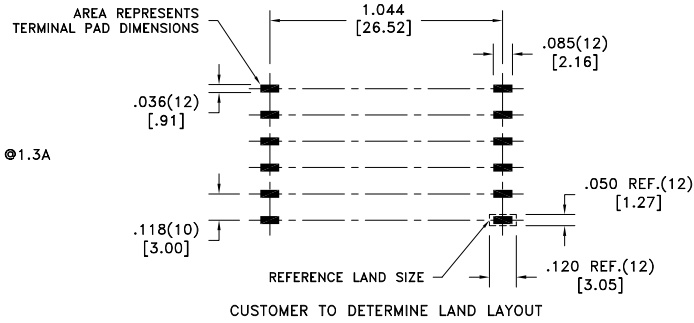 AREA REPRESENTS
TERMINAL PAD DIMENSIONS
1.044
[26.52]
.085(12)
[2.16]
.036(12)
[.91]
@1.3A
.050 REF.(12)
[1.27]
.118(10)
[3.00]
REFERENCE LAND SIZE
.120 REF.(12)
[3.05]
CUSTOMER TO DETERMINE LAND LAYOUT